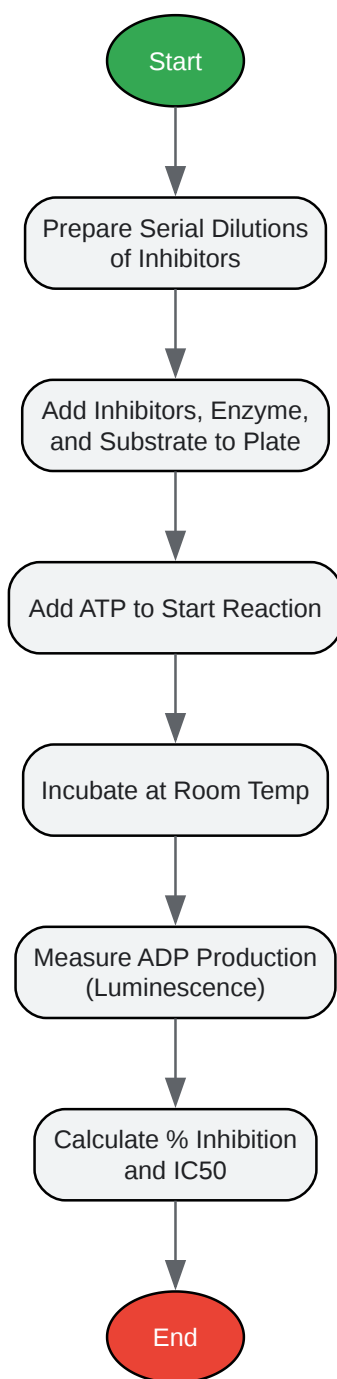 Start
Prepare Serial Dilutions
of Inhibitors
Add Inhibitors, Enzyme,
and Substrate to Plate
Add ATP to Start Reaction
Incubate at Room Temp
Measure ADP Production
(Luminescence)
Calculate % Inhibition
and IC50
End